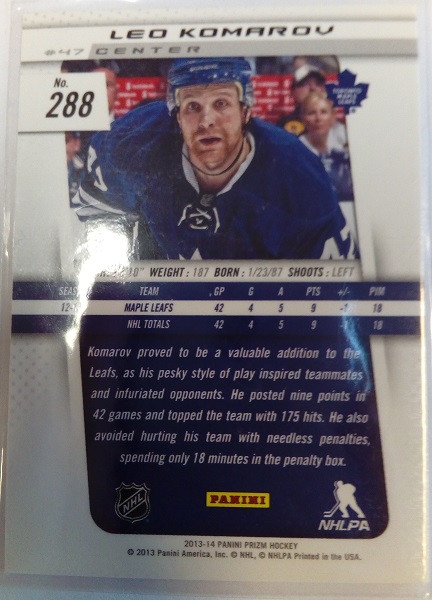 LEO KOMAROV
#47 CENTER
No.
288
TORONTO
MAPLE
LEAFS
WEIGHT : 187 BORN : 1/23/87 SHOOTS : LEFT
TEAM GP G A PTS +/- PIM
MAPLE LEAFS 42 4 5 9 -1 18
NHL TOTALS 42 4 5 9 -1 18
Komarov proved to be a valuable addition to the
Leafs, as his pesky style of play inspired teammates
and infuriated opponents. He posted nine points in
42 games and topped the team with 175 hits. He also
avoided hurting his team with needless penalties,
spending only 18 minutes in the penalty box.
NHL
PANINI
NHLPA
2013-14 PANINI PRIZM HOCKEY
© 2013 Panini America, Inc. © NHL, © NHLPA Printed in the USA.